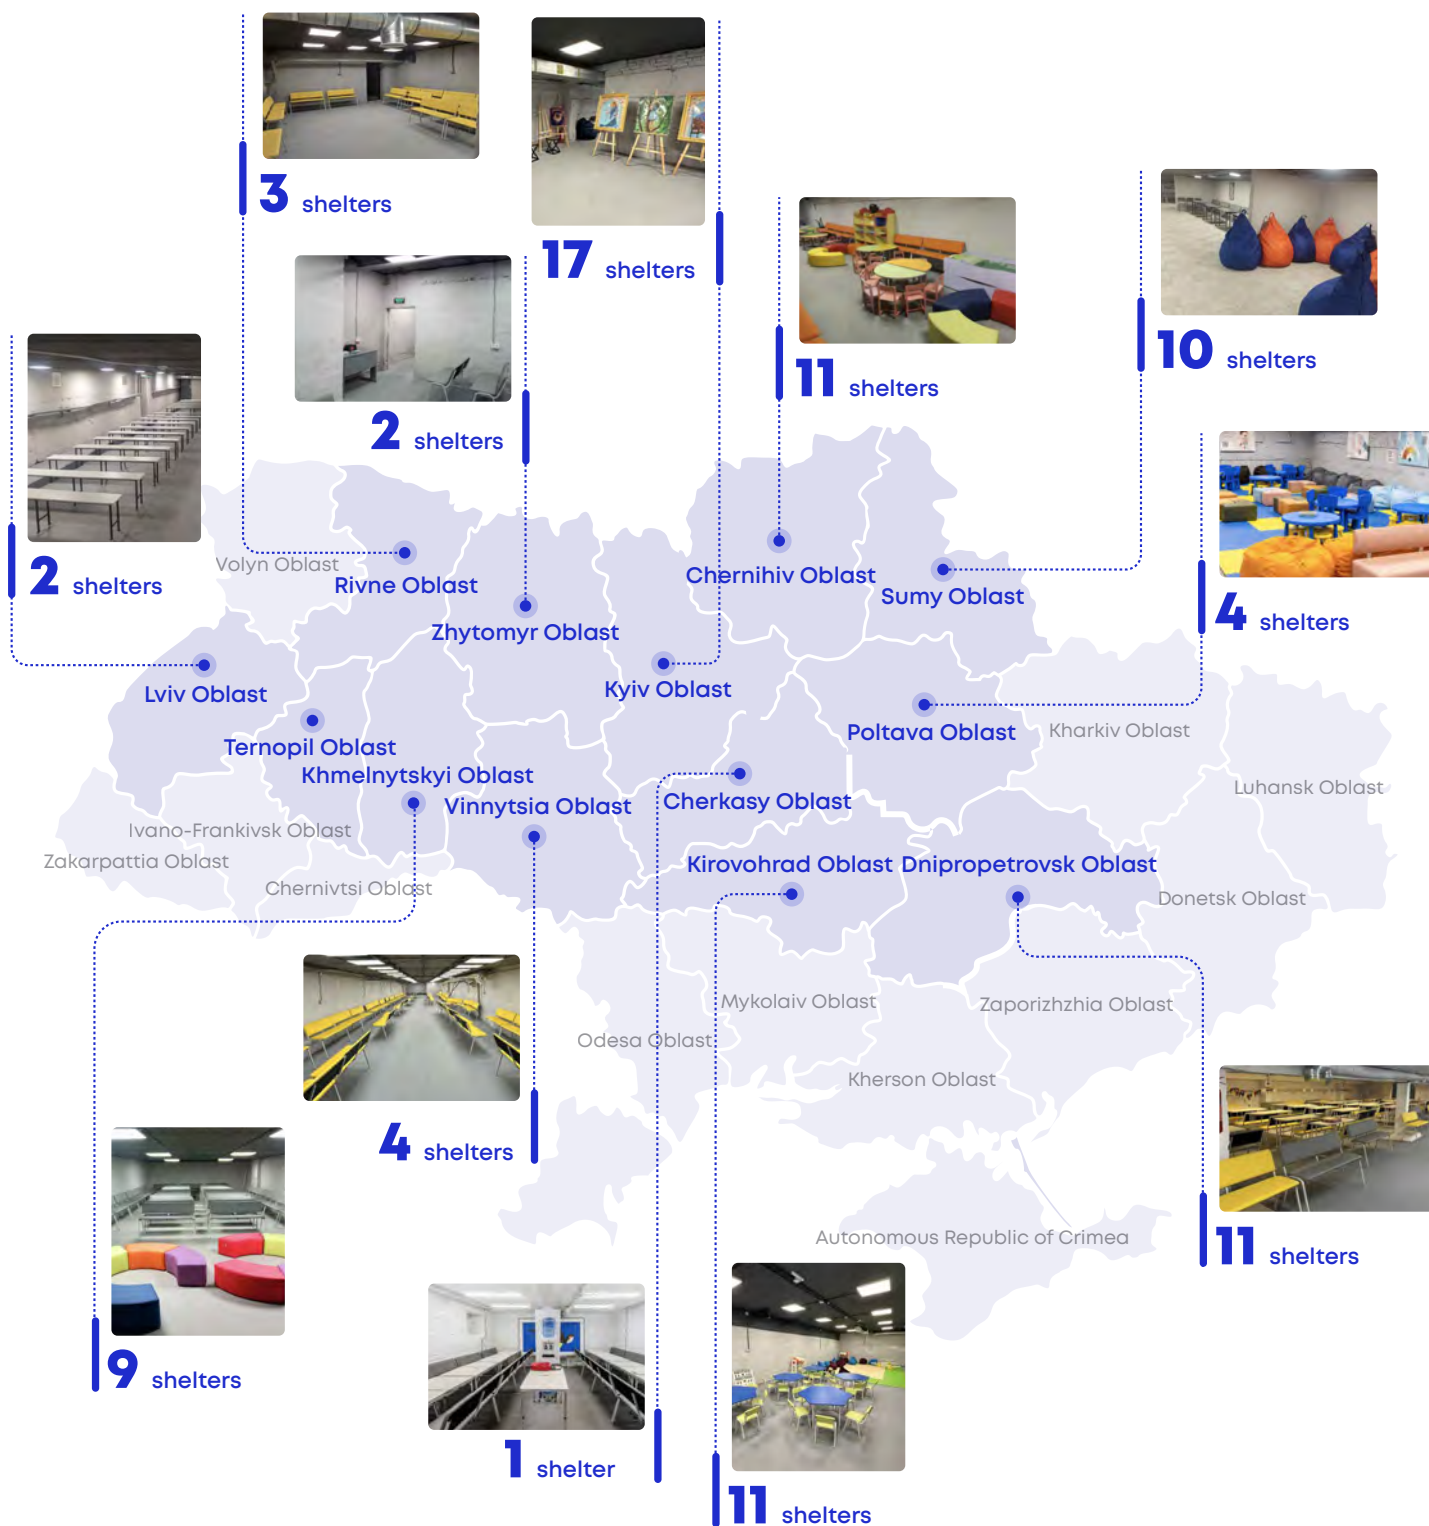 3 shelters
17 shelters
2 shelters
11 shelters
10 shelters
2 shelters
4 shelters
Volyn Oblast
Rivne Oblast
Zhytomyr Oblast
Chernihiv Oblast
Sumy Oblast
Lviv Oblast
Kyiv Oblast
Ternopil Oblast
Poltava Oblast
Kharkiv Oblast
Khmelnytskyi Oblast
Vinnytsia Oblast
Cherkasy Oblast
Luhansk Oblast
Ivano-Frankivsk Oblast
Zakarpattia Oblast
Chernivtsi Oblast
Kirovohrad Oblast
Dnipropetrovsk Oblast
Donetsk Oblast
Mykolaiv Oblast
Zaporizhzhia Oblast
Odesa Oblast
Kherson Oblast
4 shelters
Autonomous Republic of Crimea
11 shelters
9 shelters
1 shelter
11 shelters